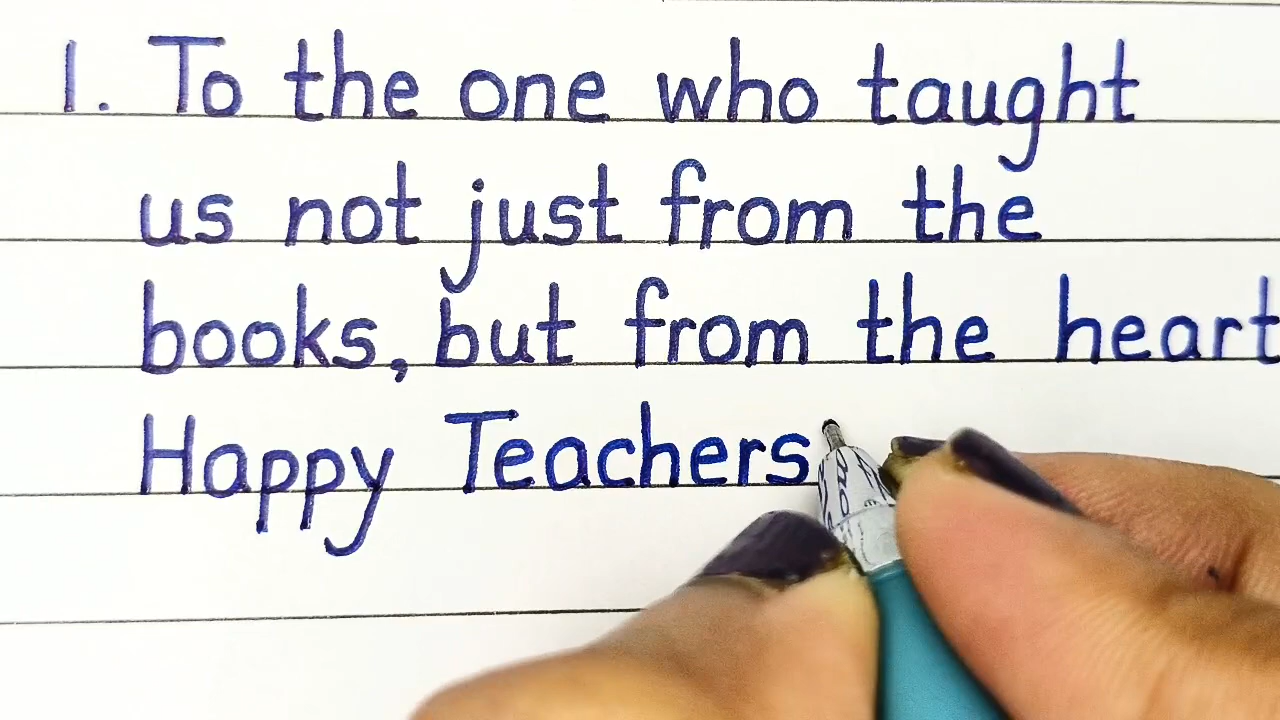 1. To the one who taught
us not just from the
books, but from the heart
Happy Teachers